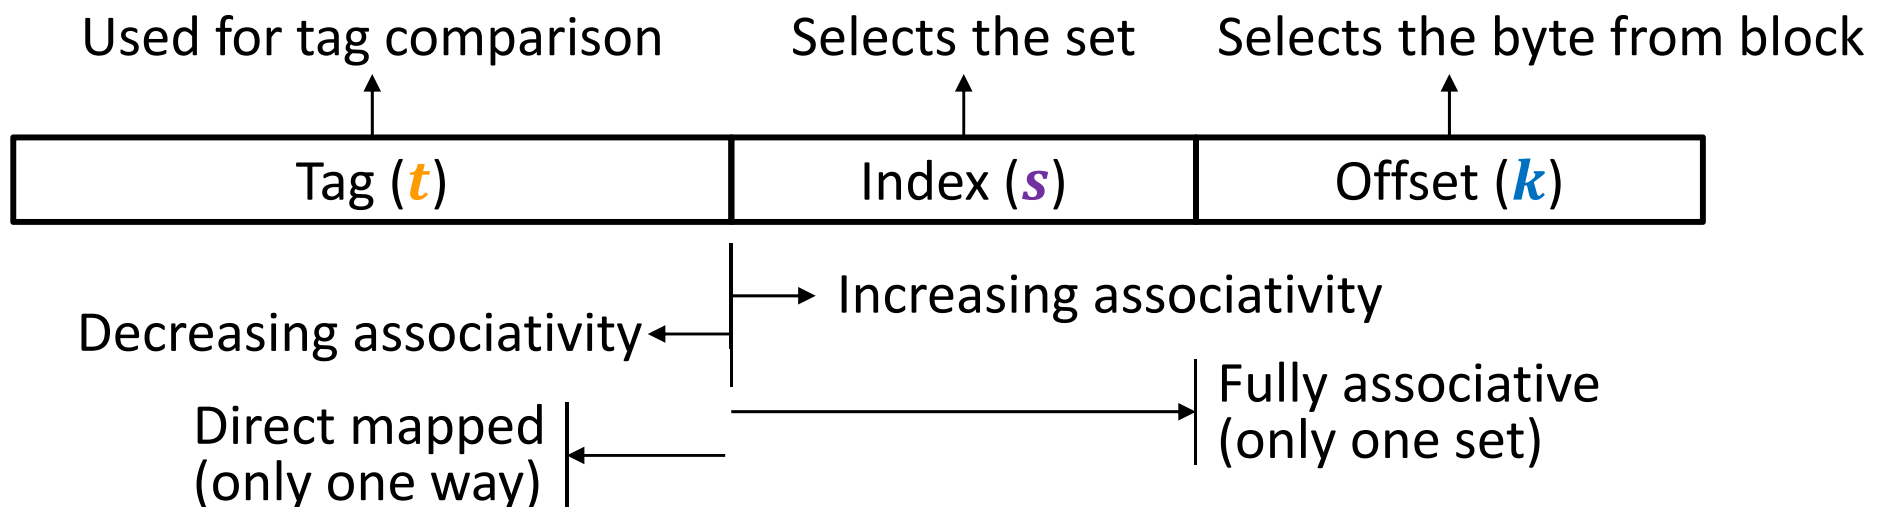 Used for tag comparison
Selects the set
Selects the byte from block
Tag (t)
Index (s)
Offset (k)
Increasing associativity
Decreasing associativity
Fully associative
(only one set)
Direct mapped
(only one way)